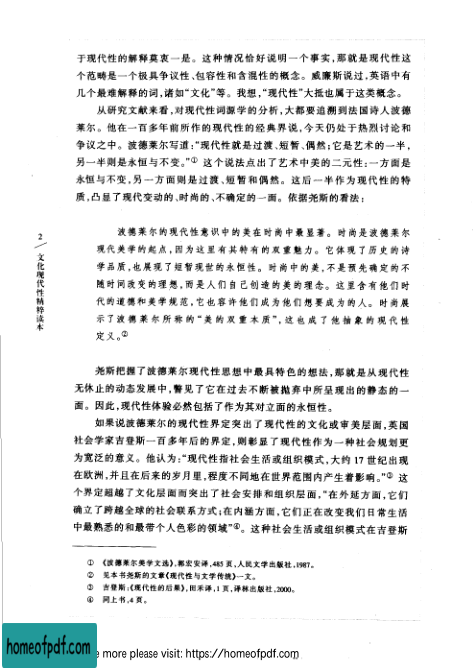 于现代性的解释莫衷一是。这种情况恰好说明一个事实,那就是现代性这
个范畴是一个极具争议性、包容性和含混性的概念。威廉斯说过,英语中有
几个最难解释的词,诸如“文化”等。我想,“现代性”大抵也属于这类概念。
从研究文献来看,对现代性词源学的分析,大都要追溯到法国诗人波德
莱尔。他在一百多年前所作的现代性的经典界说,今天仍处于热烈讨论和
争议之中。波德莱尔写道:“现代性就是过渡、短暂、偶然;它是艺术的一半,
另一半则是永恒与不变。”① 这个说法点出了艺术中美的二元性:一方面是
永恒与不变,另一方面则是过渡、短暂和偶然。这后一半作为现代性的特
质,凸显了现代变动的、时尚的、不确定的一面。依据尧斯的看法:
2
文化现代性精粹读本
波德莱尔的现代性意识中的美在时尚中最显著。时尚是波德莱尔
现代美学的起点,因为这里有其特有的双重魅力。它体现了历史的诗
学品质,也展现了短暂现世的永恒性。时尚中的美,不是预先确定的不
随时间改变的理想,而是人们自己创造的美的理念。这里含有他们时
代的道德和美学规范,它也容许他们成为他们想要成为的人。时尚展
示了波德莱尔所称的“美的双重本质”,这也成了他抽象的现代性
定义。②
尧斯把握了波德莱尔现代性思想中最具特色的想法,那就是从现代性
无休止的动态发展中,瞥见了它在过去不断被抛弃中所呈现出的静态的一
面。因此,现代性体验必然包括了作为其对立面的永恒性。
如果说波德莱尔的现代性界定突出了现代性的文化或审美层面,英国
社会学家吉登斯一百多年后的界定,则彰显了现代性作为一种社会规划更
为宽泛的意义。他认为:“现代性指社会生活或组织模式,大约 17 世纪出现
在欧洲,并且在后来的岁月里,程度不同地在世界范围内产生着影响。”③ 这
个界定超越了文化层面而突出了社会安排和组织层面,“在外延方面,它们
确立了跨越全球的社会联系方式;在内涵方面,它们正在改变我们日常生活
中最熟悉的和最带个人色彩的领域”④。这种社会生活或组织模式在吉登斯
① 《波德莱尔美学文选》,郭宏安译,485 页,人民文学出版社,1987。
② 见本书尧斯的文章《现代性与文学传统》一文。
③ 吉登斯:《现代性的后果》,田禾译,1 页,译林出版社,2000。
④ 同上书,4 页。
homeofpdf.com
e more please visit: https://homeofpdf.com